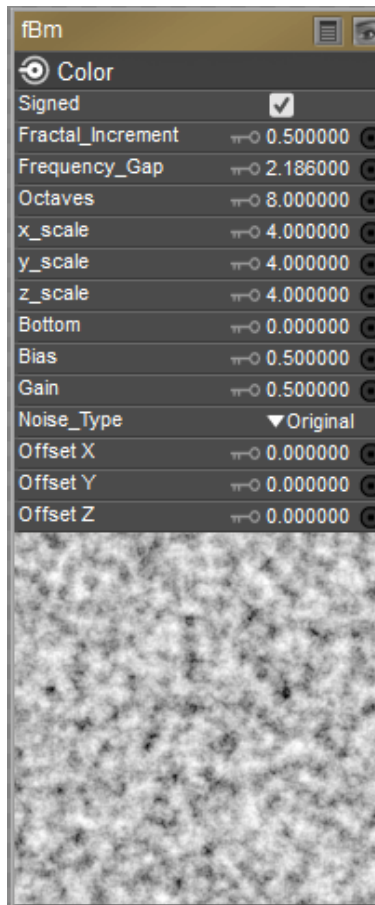 fBm
Color
Signed
Fractal_Increment 0.500000
Frequency_Gap 2.186000
Octaves 8.000000
x_scale 4.000000
y_scale 4.000000
z_scale 4.000000
Bottom 0.000000
Bias 0.500000
Gain 0.500000
Noise_Type Original
Offset X 0.000000
Offset Y 0.000000
Offset Z 0.000000